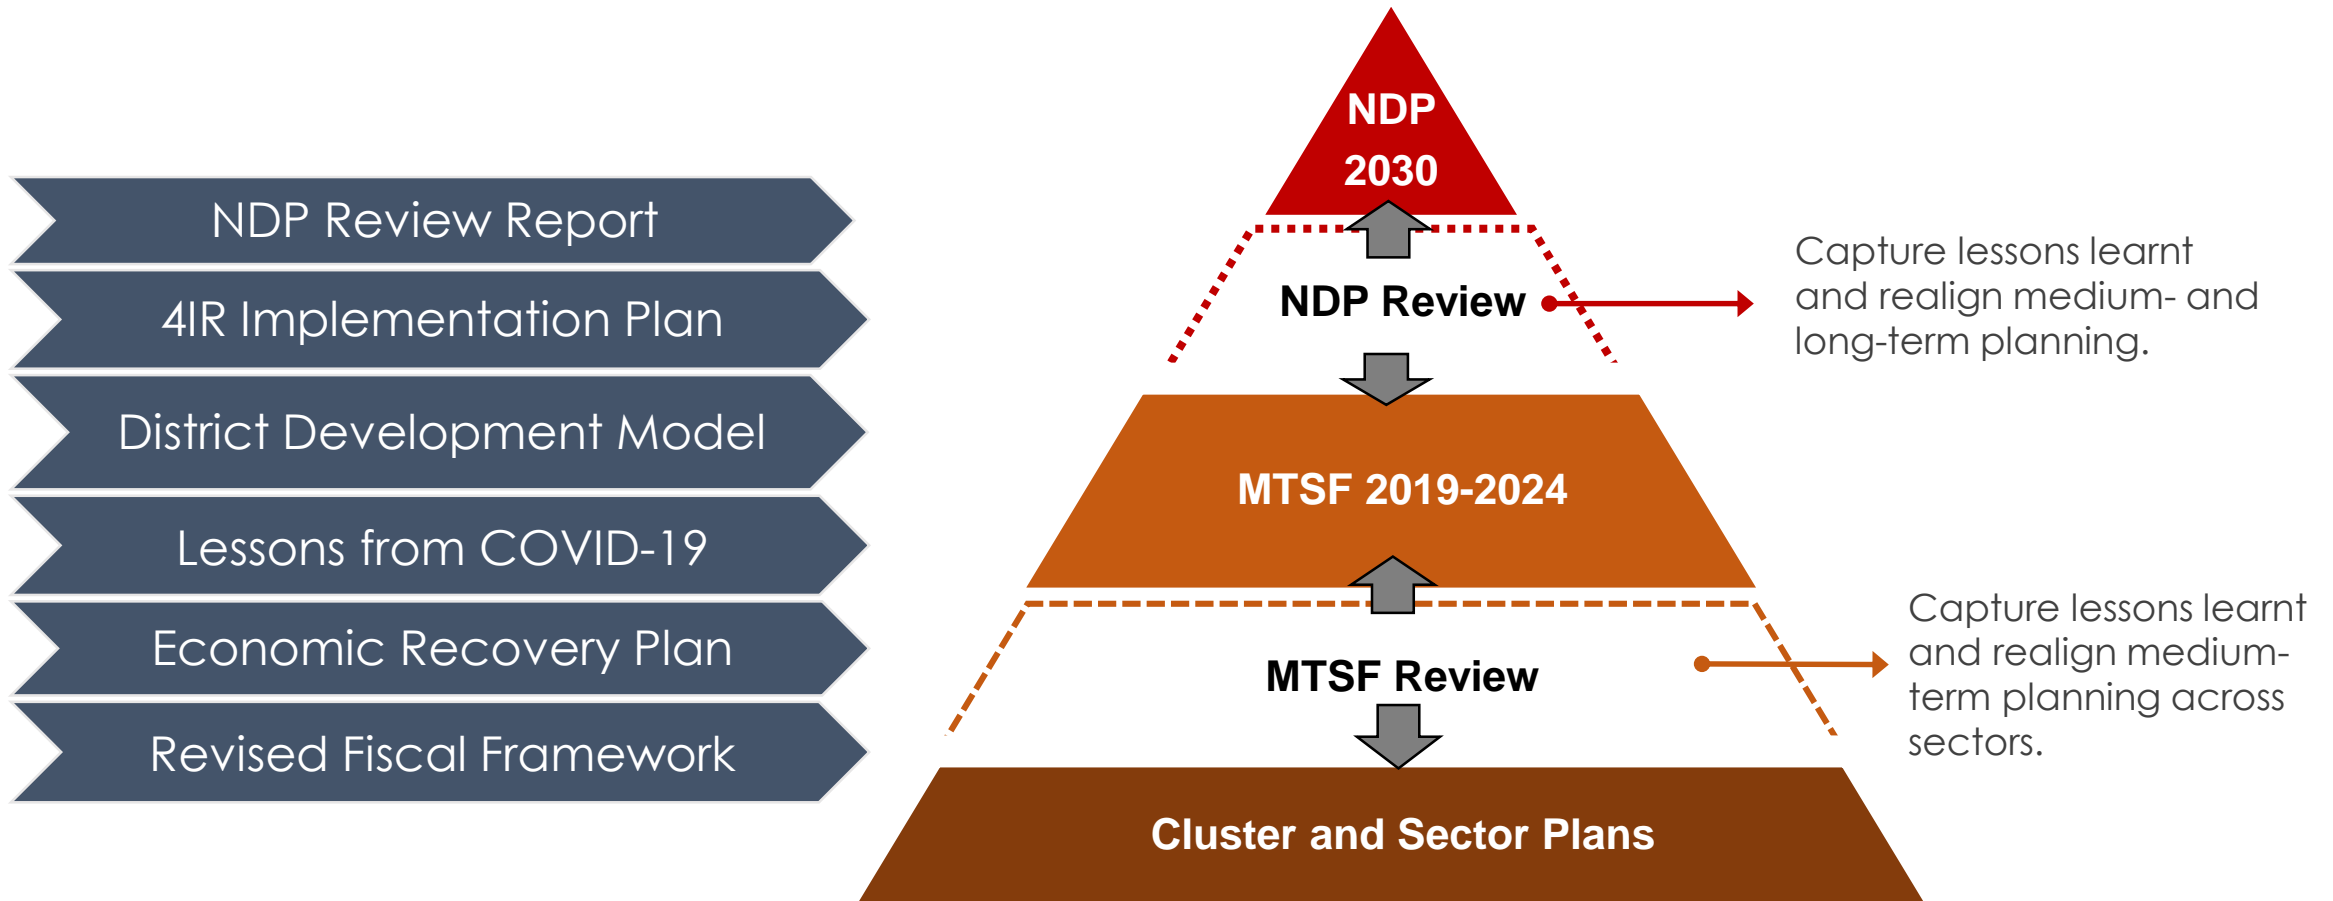 NDP Review Report
4IR Implementation Plan
District Development Model
Lessons from COVID-19
Economic Recovery Plan
Revised Fiscal Framework
NDP
2030
NDP Review
MTSF 2019-2024
MTSF Review
Cluster and Sector Plans
Capture lessons learnt
and realign medium- and
long-term planning.
Capture lessons learnt
and realign medium-
term planning across
sectors.